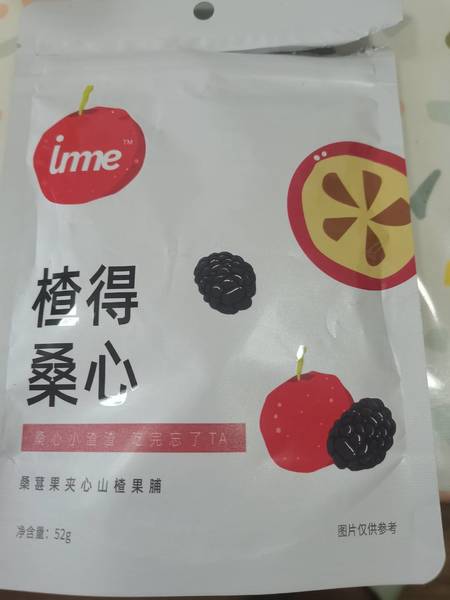 ime™
楂得
桑心
桑心小渣渣 吃完忘了TA
桑葚果夹心山楂果脯
净含量：52g
图片仅供参考